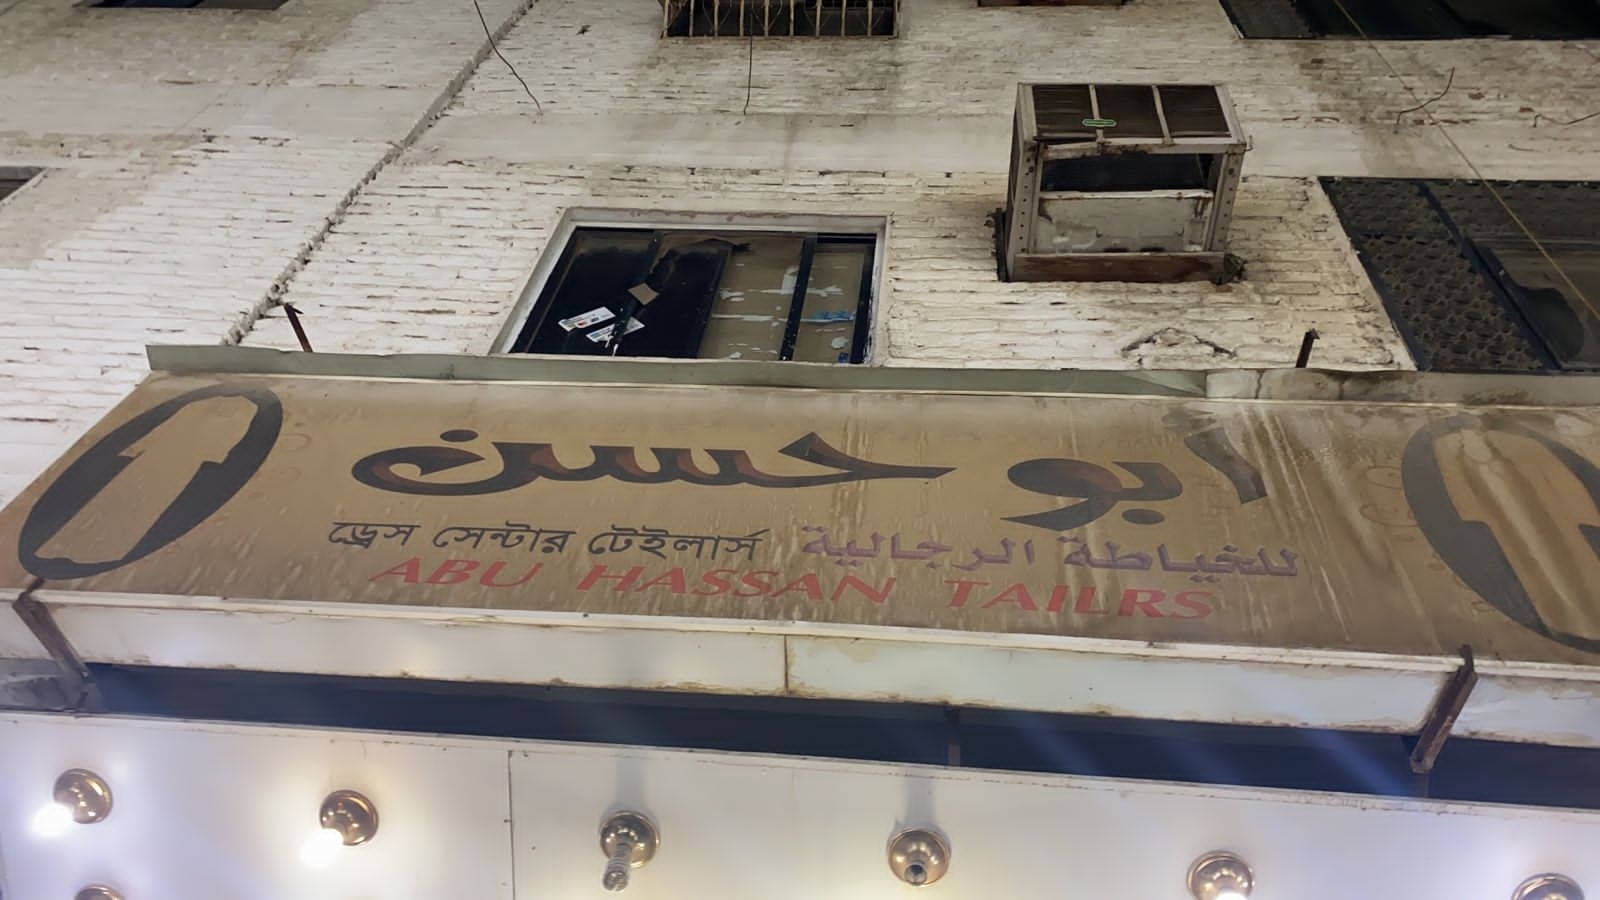 أبو حسن
للخياطة الرجالية
ড্রেস সেন্টার টেইলার্স
ABU HASSAN TAILRS